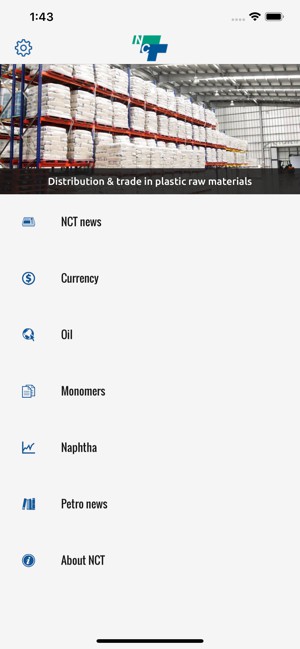 1:43
NCT
Distribution & trade in plastic raw materials
NCT news
Currency
Oil
Monomers
Naphtha
Petro news
About NCT